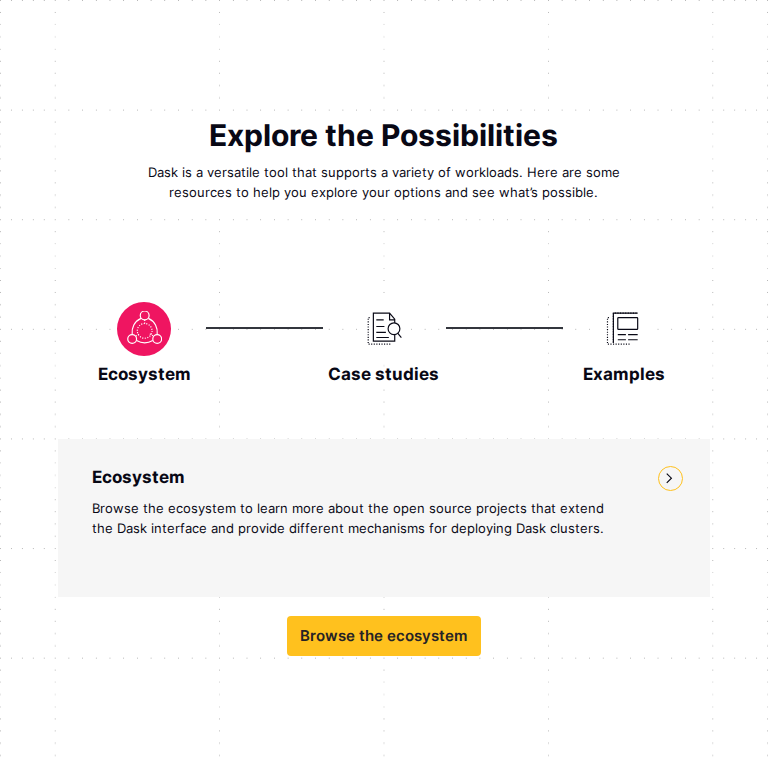 Explore the Possibilities
Dask is a versatile tool that supports a variety of workloads. Here are some
resources to help you explore your options and see what’s possible.
Ecosystem
Case studies
Examples
Ecosystem
Browse the ecosystem to learn more about the open source projects that extend
the Dask interface and provide different mechanisms for deploying Dask clusters.
Browse the ecosystem